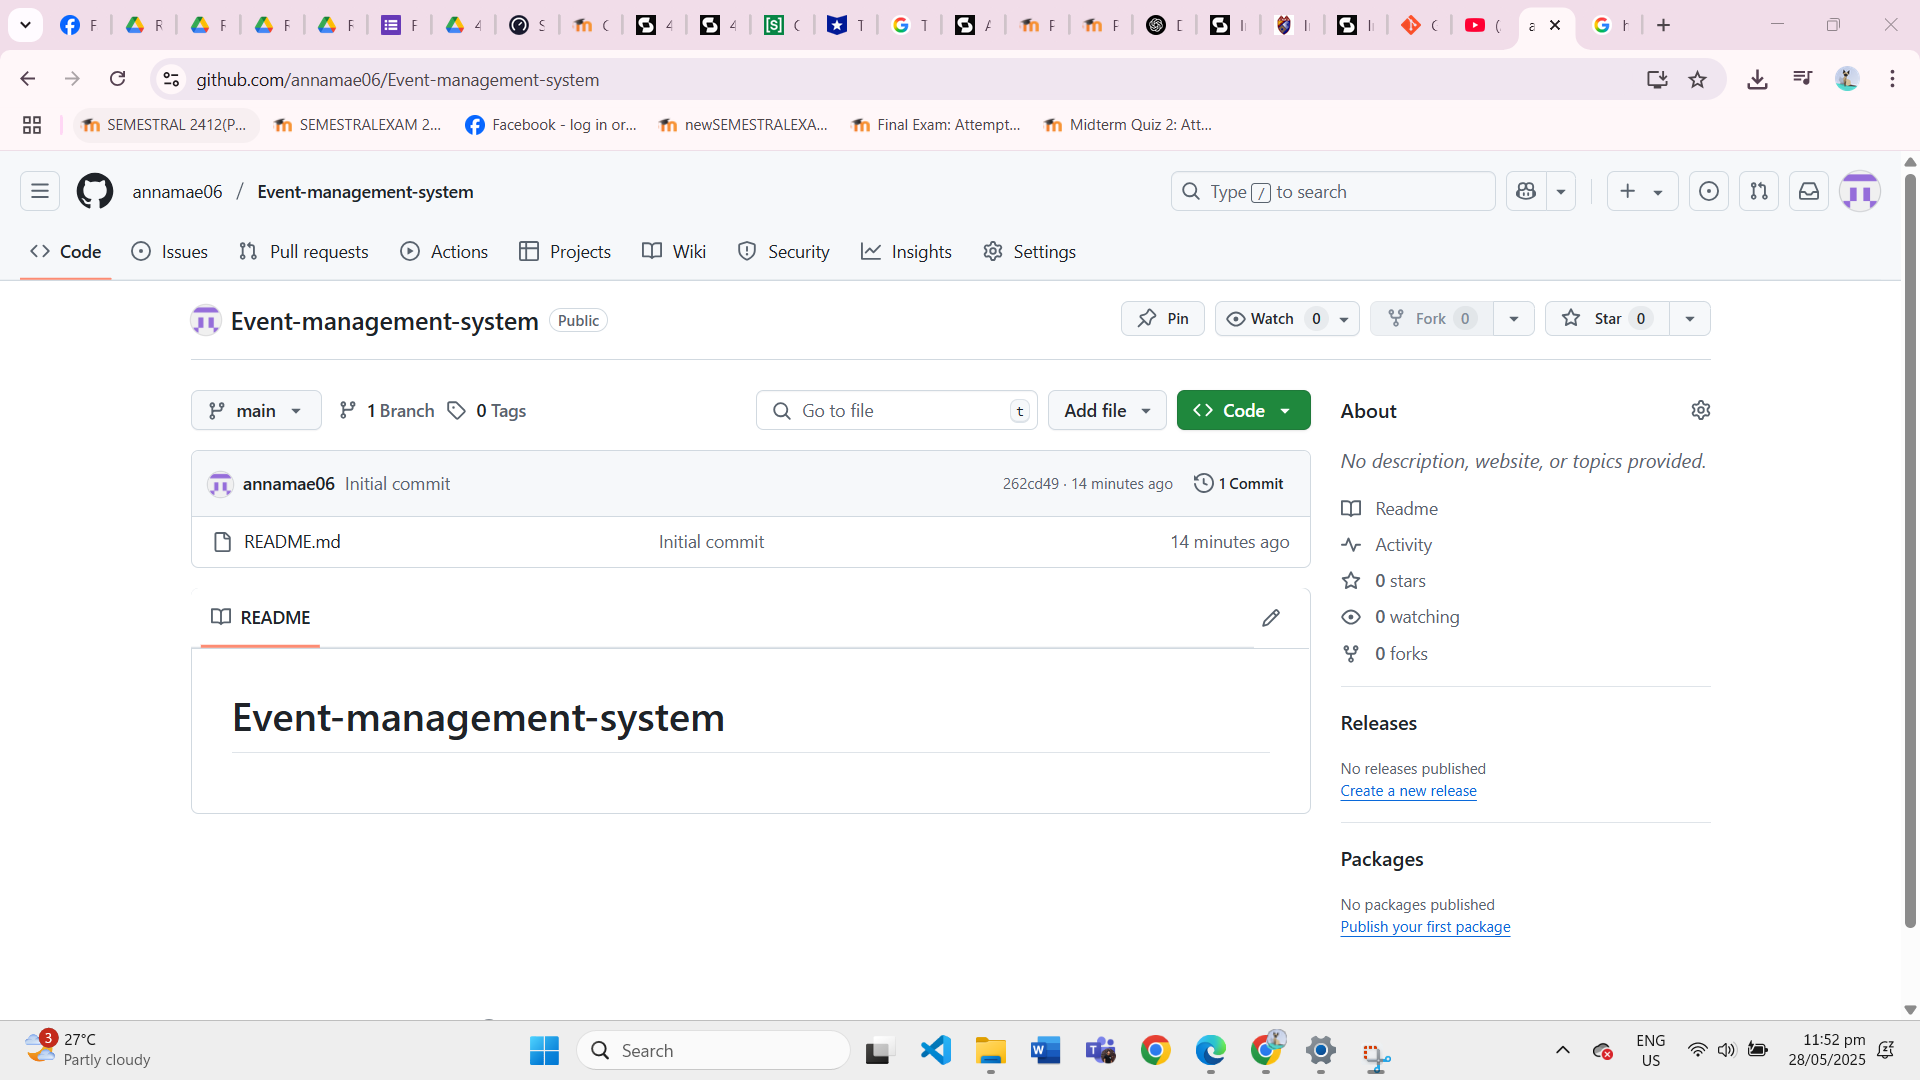 F
R
F
F
F
F
4
S
C
4
4
C
T
T
A
F
F
D
I
I
I
C
(
a
h
github.com/annamae06/Event-management-system
SEMESTRAL 2412(P...
SEMESTRALEXAM 2...
Facebook - log in or...
newSEMESTRALEXA...
Final Exam: Attempt...
Midterm Quiz 2: Att...
annamae06 / Event-management-system
Type / to search
Code
Issues
Pull requests
Actions
Projects
Wiki
Security
Insights
Settings
Event-management-system
Public
Pin
Watch 0
Fork 0
Star 0
main
1 Branch
0 Tags
Go to file
t
Add file
Code
About
No description, website, or topics provided.
annamae06 Initial commit
262cd49 · 14 minutes ago
1 Commit
README.md
Initial commit
14 minutes ago
Readme
Activity
0 stars
0 watching
0 forks
README
Event-management-system
Releases
No releases published
Create a new release
Packages
No packages published
Publish your first package
3
27°C
Partly cloudy
Search
ENG
US
11:52 pm
28/05/2025